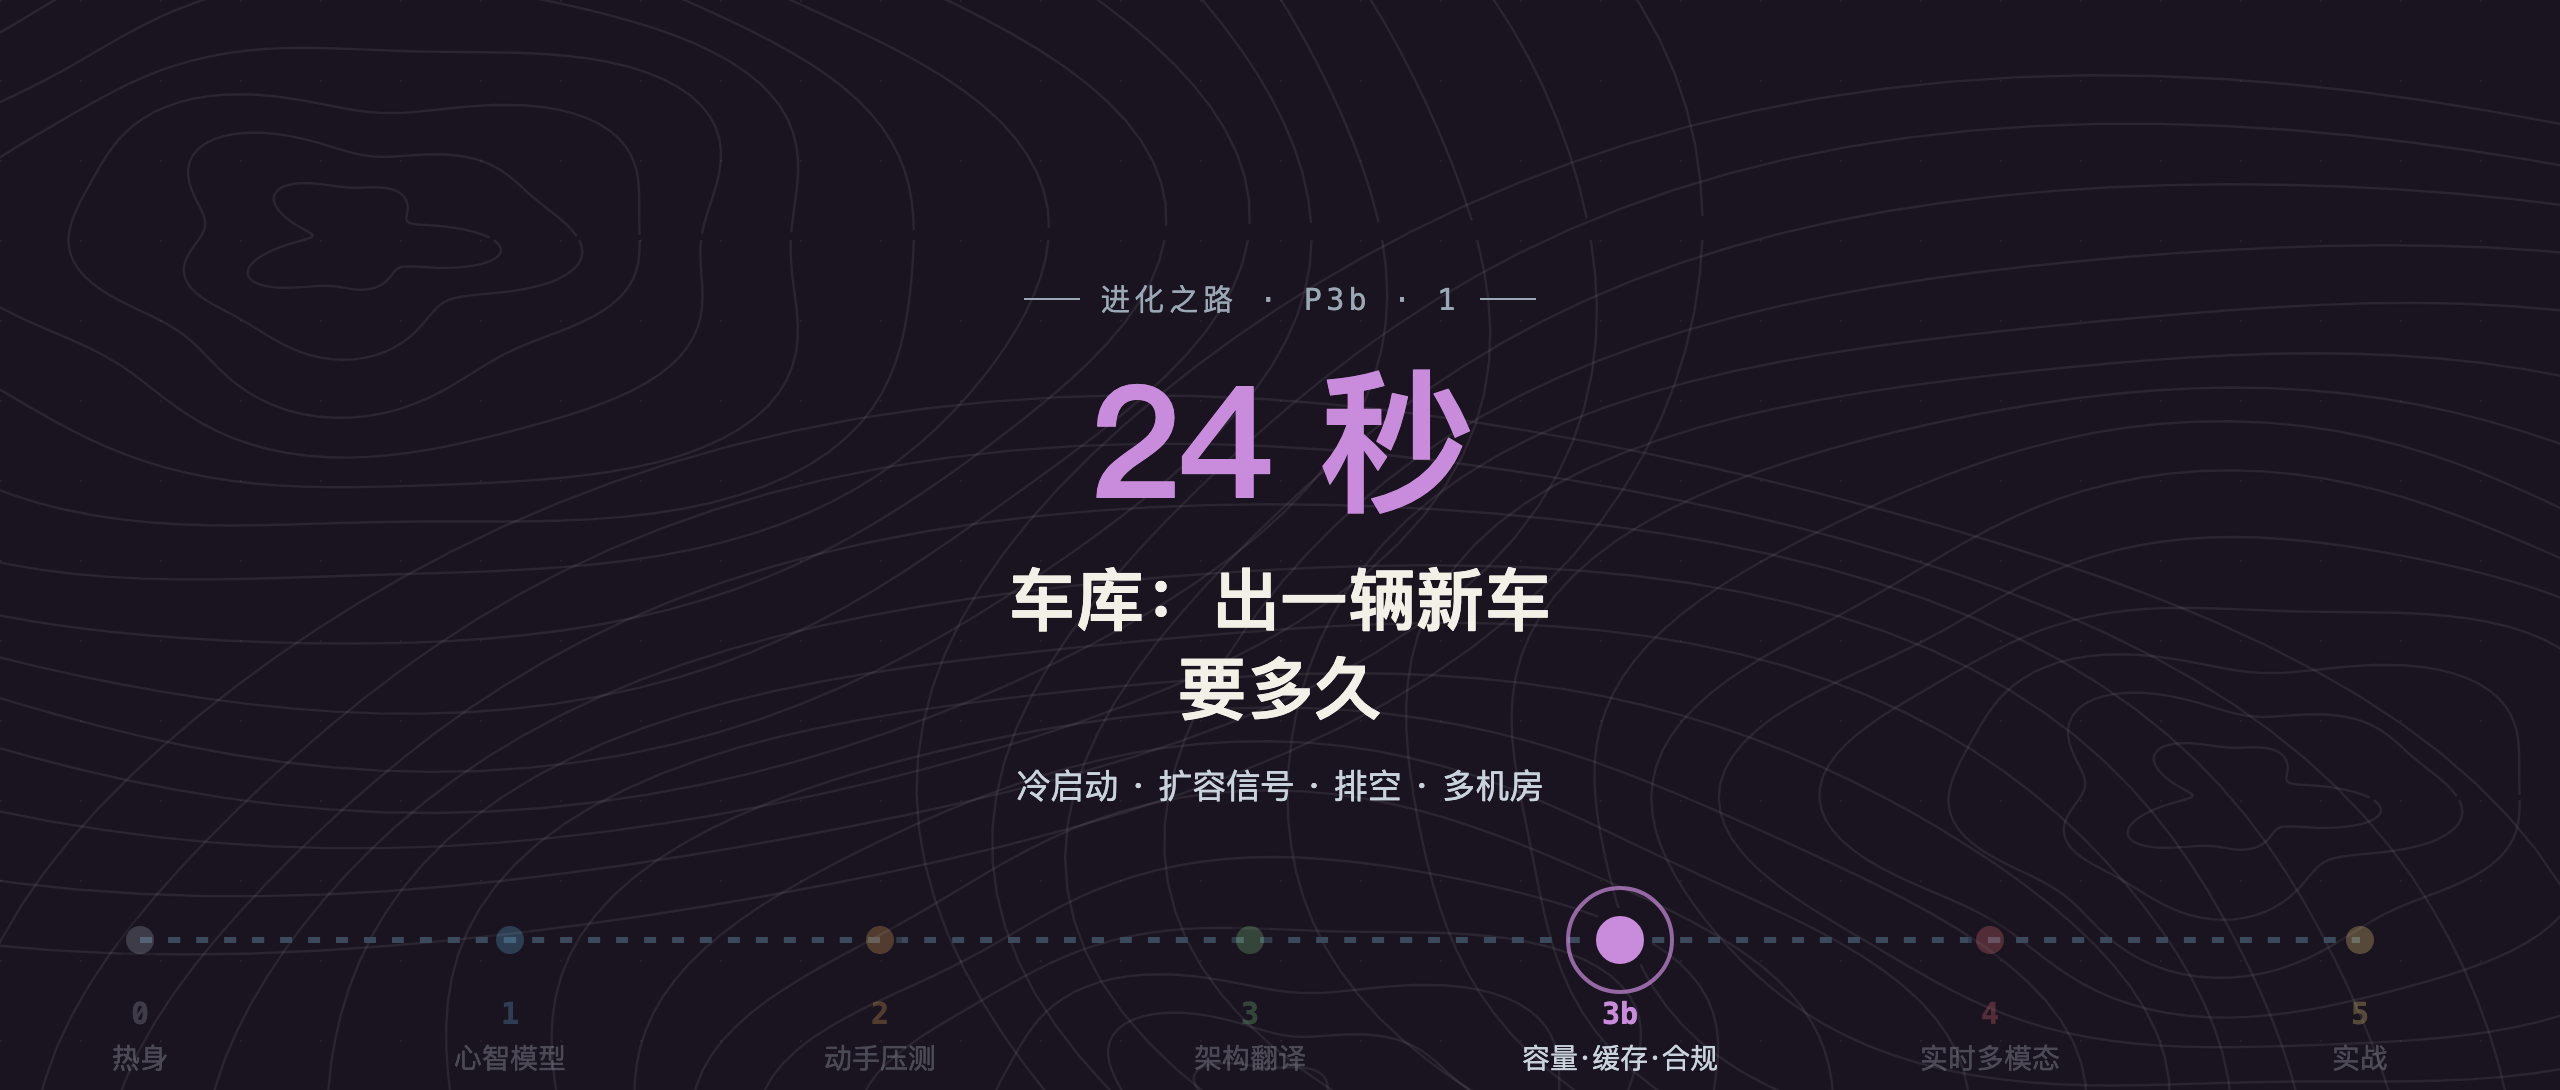 进化之路 · P3b · 1
24 秒
车库：出一辆新车
要多久
冷启动 · 扩容信号 · 排空 · 多机房
0
热身
1
心智模型
2
动手压测
3
架构翻译
3b
容量·缓存·合规
4
实时多模态
5
实战